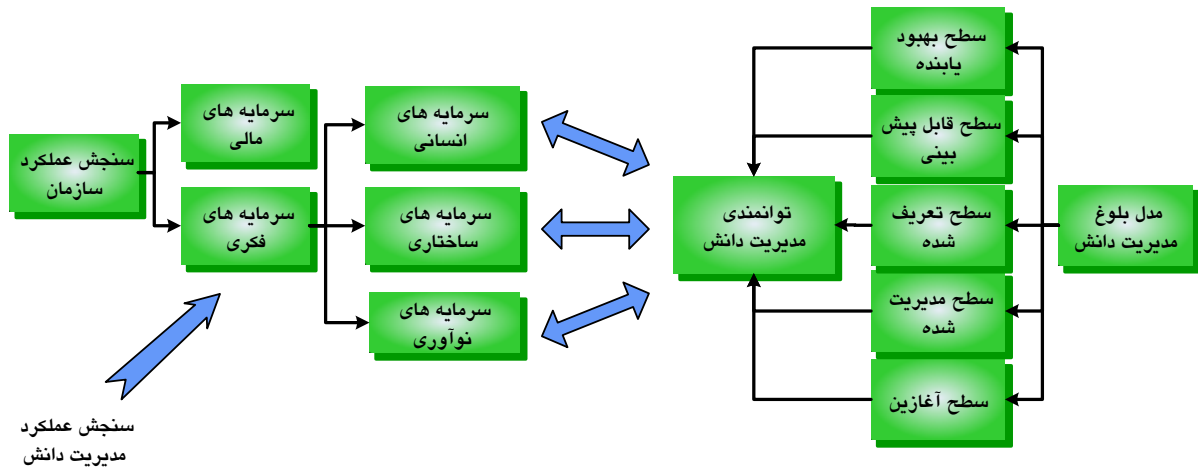 مدل بلوغ
مدیریت دانش
سطح بهبود
یابنده
سطح قابل پیش
بینی
سطح تعریف
شده
سطح مدیریت
شده
سطح آغازین
توانمندی
مدیریت دانش
سرمایه های
انسانی
سرمایه های
ساختاری
سرمایه های
نوآوری
سرمایه های
مالی
سرمایه های
فکری
سنجش عملکرد
سازمان
سنجش عملکرد
مدیریت دانش